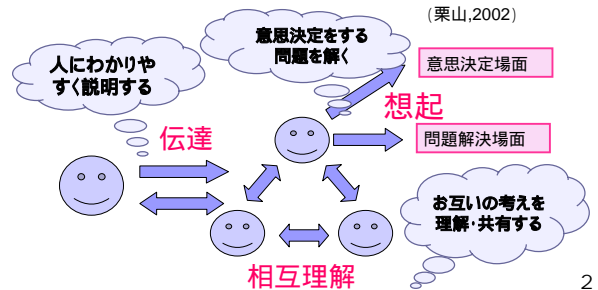 (栗山,2002)
意思決定をする
問題を解く
人にわかりや
すく説明する
意思決定場面
想起
伝達
問題解決場面
お互いの考えを
理解・共有する
相互理解
2